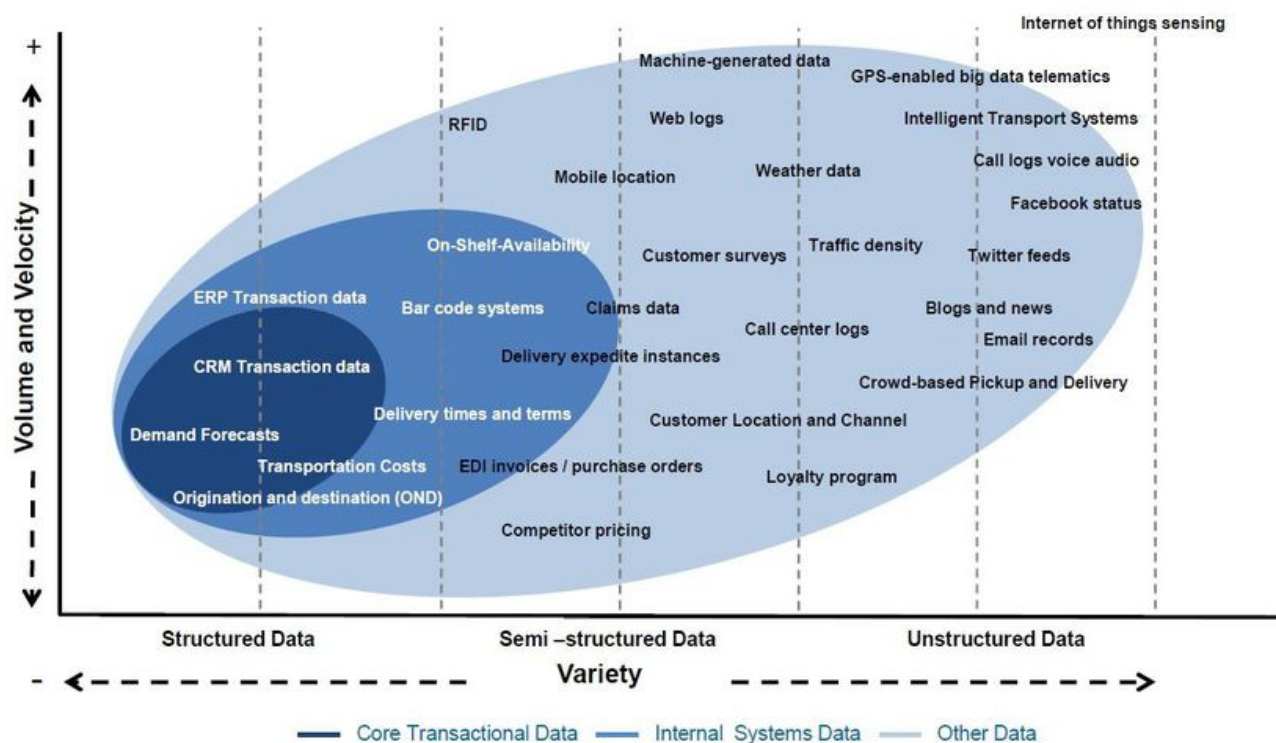 Internet of things sensing
+
Machine-generated data
GPS-enabled big data telematics
RFID
Web logs
Intelligent Transport Systems
Call logs voice audio
Mobile location
Weather data
Facebook status
On-Shelf-Availability
Customer surveys
Traffic density
Twitter feeds
ERP Transaction data
Bar code systems
Claims data
Blogs and news
Call center logs
Email records
CRM Transaction data
Delivery expedite instances
Crowd-based Pickup and Delivery
Delivery times and terms
Customer Location and Channel
Demand Forecasts
Transportation Costs
EDI invoices / purchase orders
Loyalty program
Origination and destination (OND)
Competitor pricing
Volume and Velocity
Structured Data
Semi –structured Data
Unstructured Data
-
Variety
Core Transactional Data
Internal Systems Data
Other Data